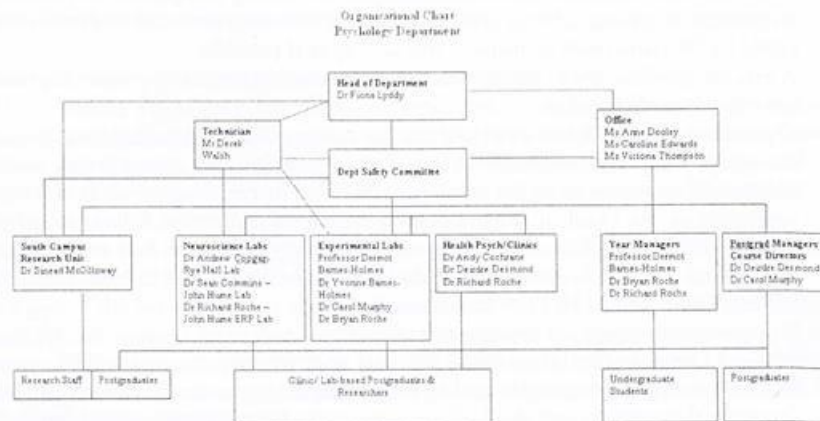 Organisational Chart
Psychology Department
Head of Department
Dr Fiona Lyddy
Technician
Mr Derek
Walsh
Office
Ms Anne Dooley
Ms Caroline Edwards
Ms Victoria Thompson
Dept Safety Committee
South Campus
Research Unit
Dr Sinead McGilloway
Neuroscience Labs
Dr Andrew Coogan
Rye Hall Lab
Dr Sean Commins –
John Hume Lab
Dr Richard Roche –
John Hume ERP Lab
Experimental Labs
Professor Dermot
Barnes-Holmes
Dr Yvonne Barnes-
Holmes
Dr Carol Murphy
Dr Bryan Roche
Health Psych/Clinics
Dr Andy Cochrane
Dr Deirdre Desmond
Dr Richard Roche
Year Managers
Professor Dermot
Barnes-Holmes
Dr Bryan Roche
Dr Richard Roche
Postgrad Managers
Course Directors
Dr Deirdre Desmond
Dr Carol Murphy
Research Staff
Postgraduates
Clinic/ Lab-based Postgraduates &
Researchers
Undergraduate
Students
Postgraduates